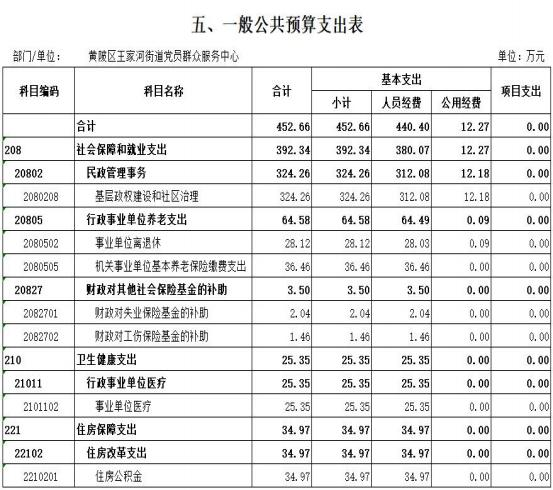 五、一般公共预算支出表
部门/单位： 黄陂区王家河街道党员群众服务中心 单位：万元
科目编码 科目名称 合计 基本支出 项目支出
小计 人员经费 公用经费
合计 452.66 452.66 440.40 12.27 0.00
208 社会保障和就业支出 392.34 392.34 380.07 12.27 0.00
20802 民政管理事务 324.26 324.26 312.08 12.18 0.00
2080208 基层政权建设和社区治理 324.26 324.26 312.08 12.18 0.00
20805 行政事业单位养老支出 64.58 64.58 64.49 0.09 0.00
2080502 事业单位离退休 28.12 28.12 28.03 0.09 0.00
2080505 机关事业单位基本养老保险缴费支出 36.46 36.46 36.46 0.00 0.00
20827 财政对其他社会保险基金的补助 3.50 3.50 3.50 0.00 0.00
2082701 财政对失业保险基金的补助 2.04 2.04 2.04 0.00 0.00
2082702 财政对工伤保险基金的补助 1.46 1.46 1.46 0.00 0.00
210 卫生健康支出 25.35 25.35 25.35 0.00 0.00
21011 行政事业单位医疗 25.35 25.35 25.35 0.00 0.00
2101102 事业单位医疗 25.35 25.35 25.35 0.00 0.00
221 住房保障支出 34.97 34.97 34.97 0.00 0.00
22102 住房改革支出 34.97 34.97 34.97 0.00 0.00
2210201 住房公积金 34.97 34.97 34.97 0.00 0.00